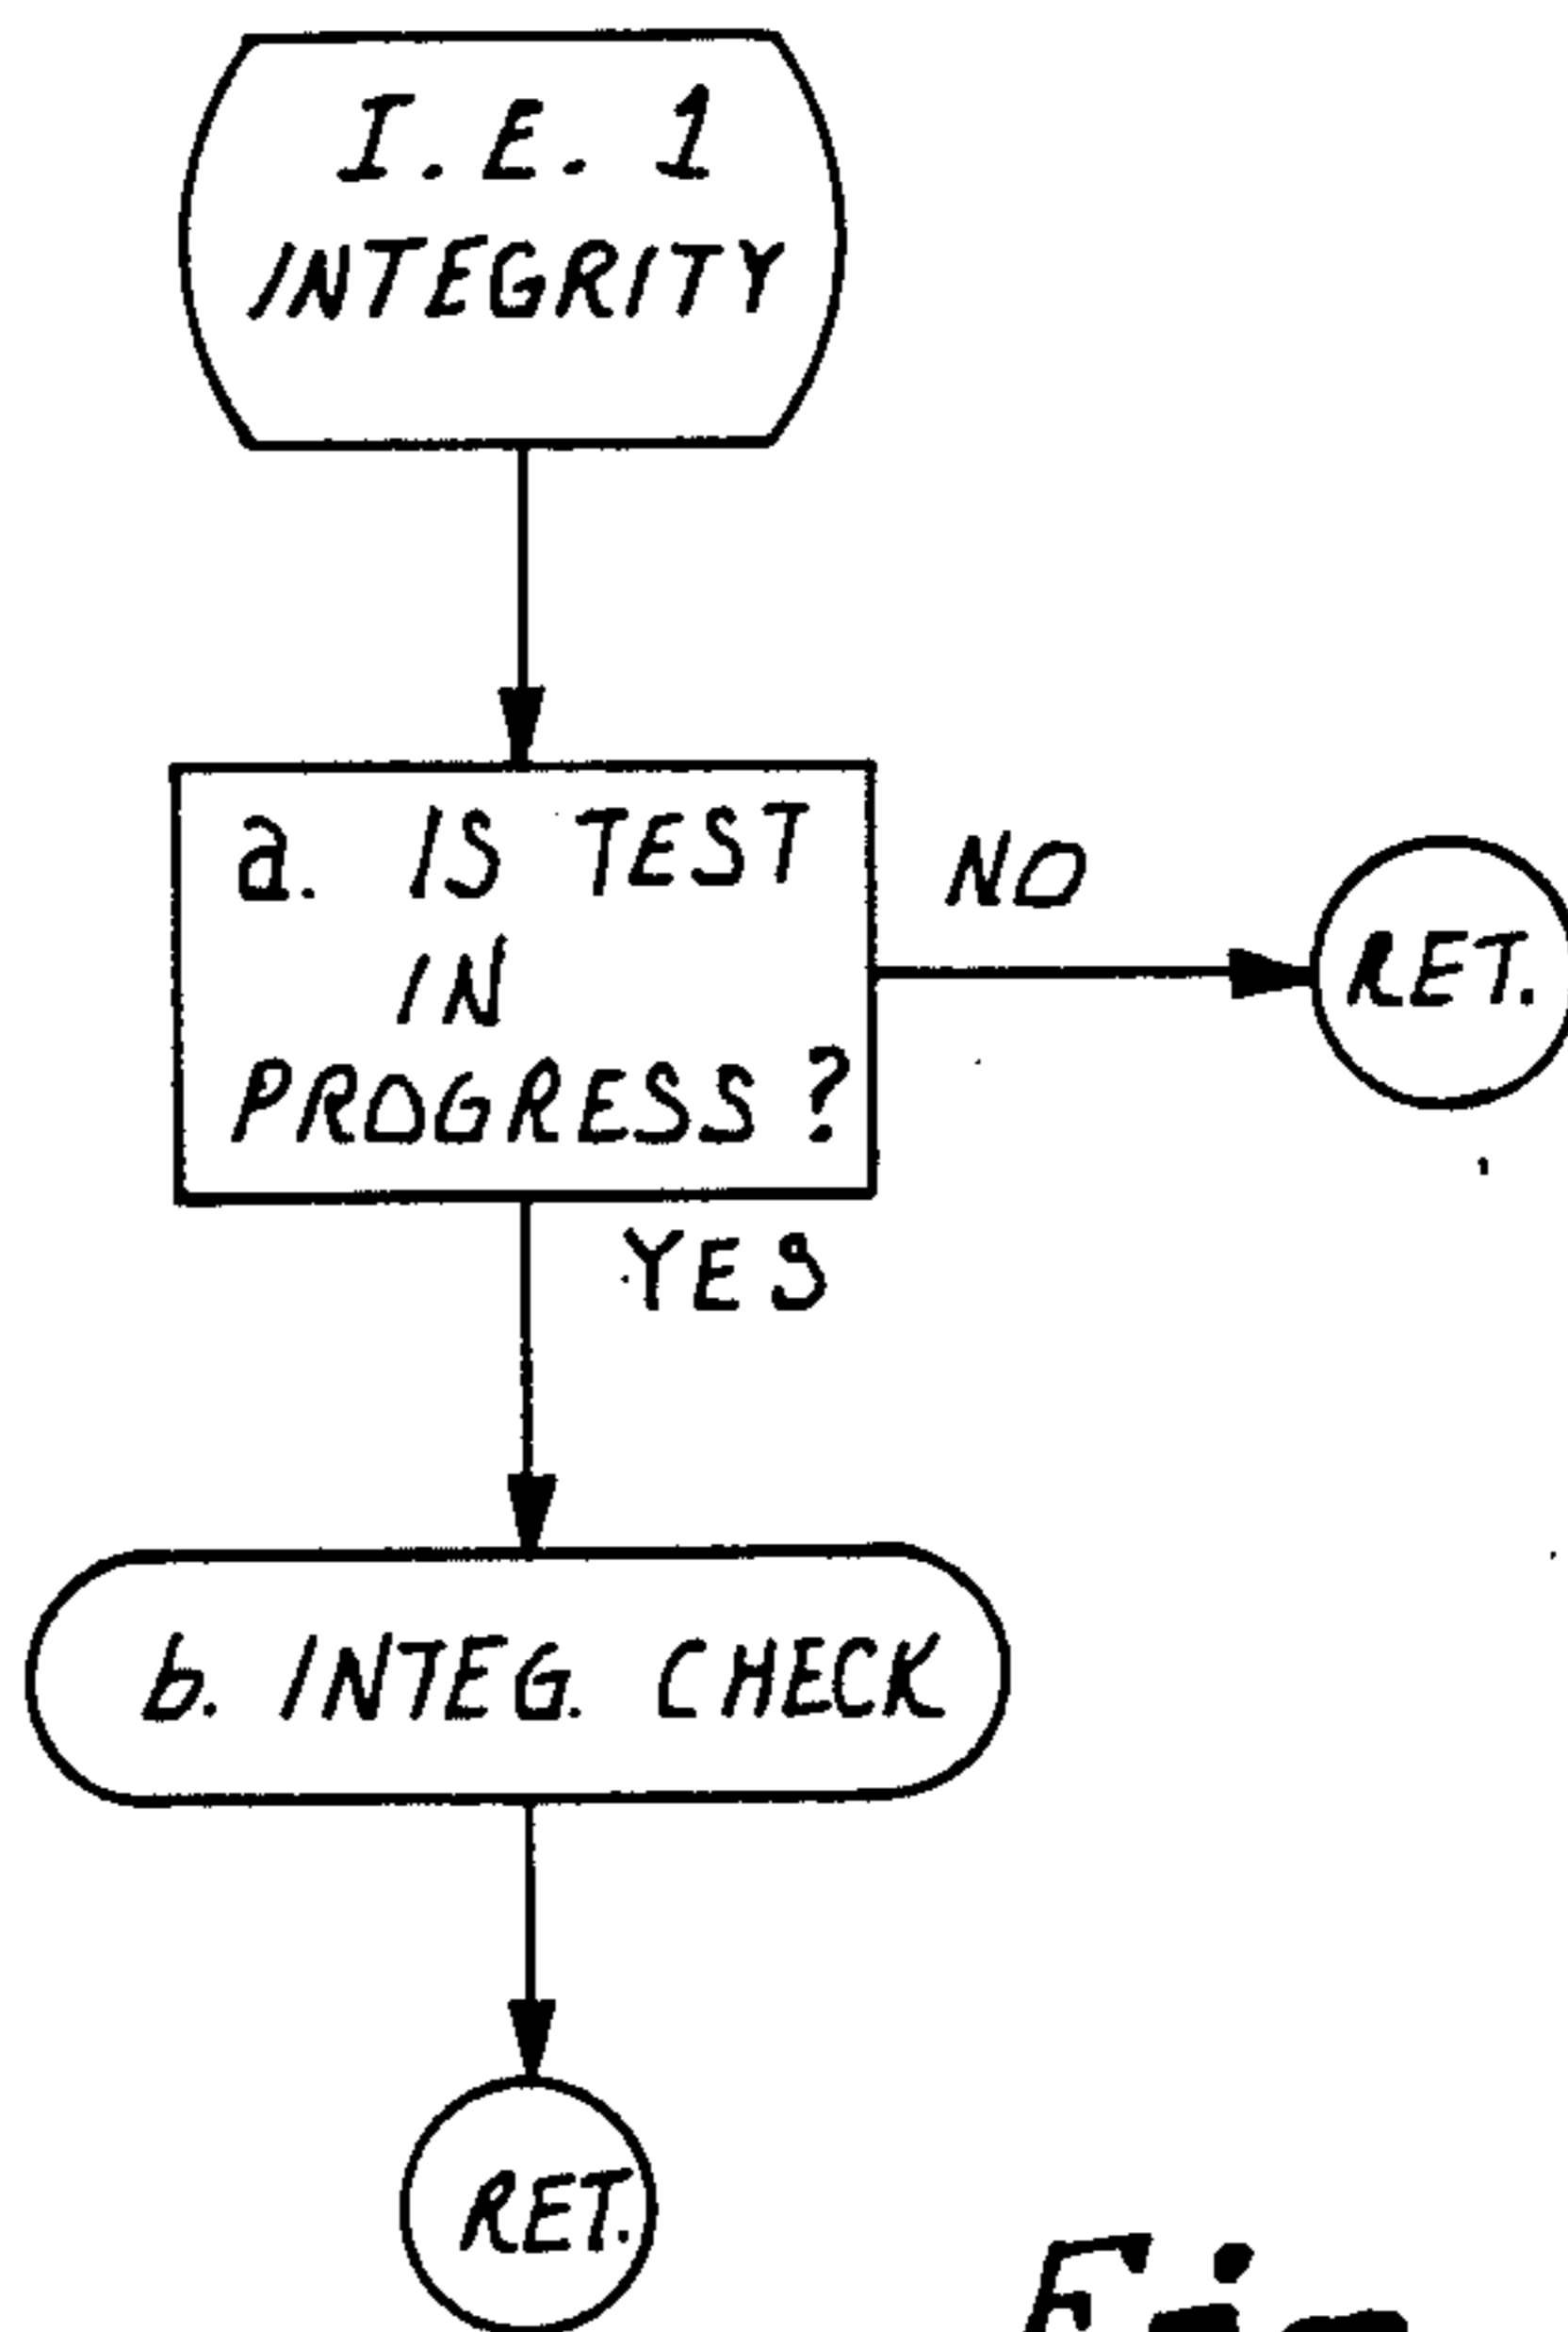 I.E. 1
INTEGRITY
a. IS TEST
IN
PROGRESS?
NO
RET.
YES
b. INTEG. CHECK
RET.